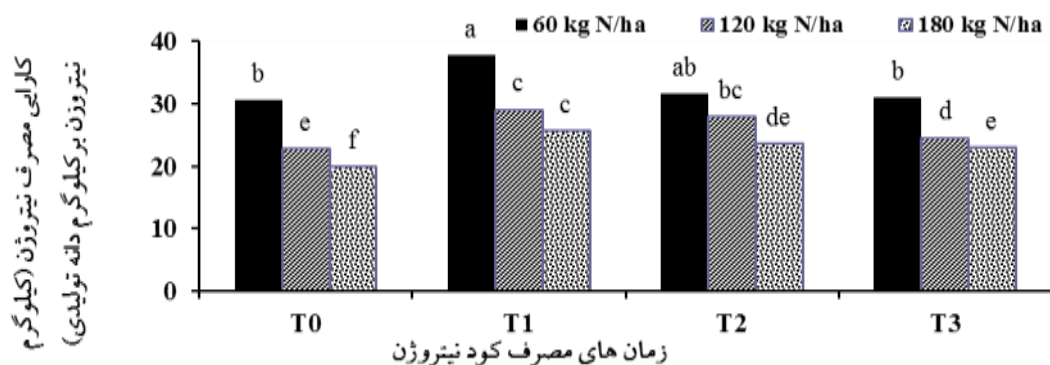 60 kg N/ha 120 kg N/ha 180 kg N/ha
کارایی مصرف نیتروژن (کیلوگرم
نیتروژن بر کیلوگرم دانه تولیدی)
40
30
20
10
0
b e f
a c c
ab bc de
b d e
T0 T1 T2 T3
زمان های مصرف کود نیتروژن